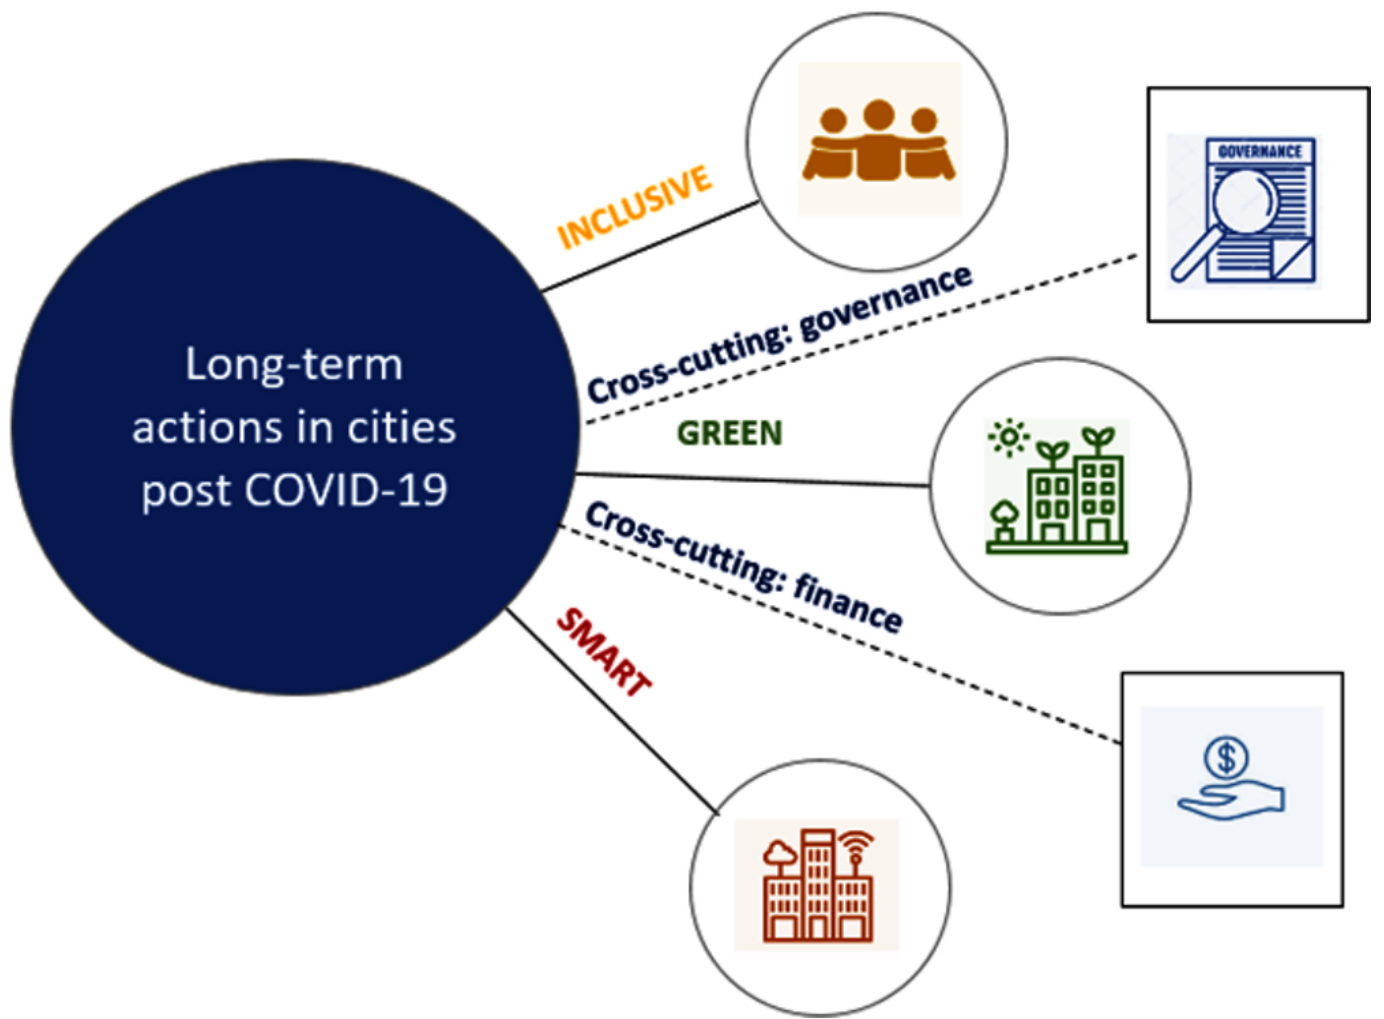 Long-term
actions in cities
post COVID-19
INCLUSIVE
Cross-cutting: governance
GOVERNANCE
GREEN
Cross-cutting: finance
$
SMART